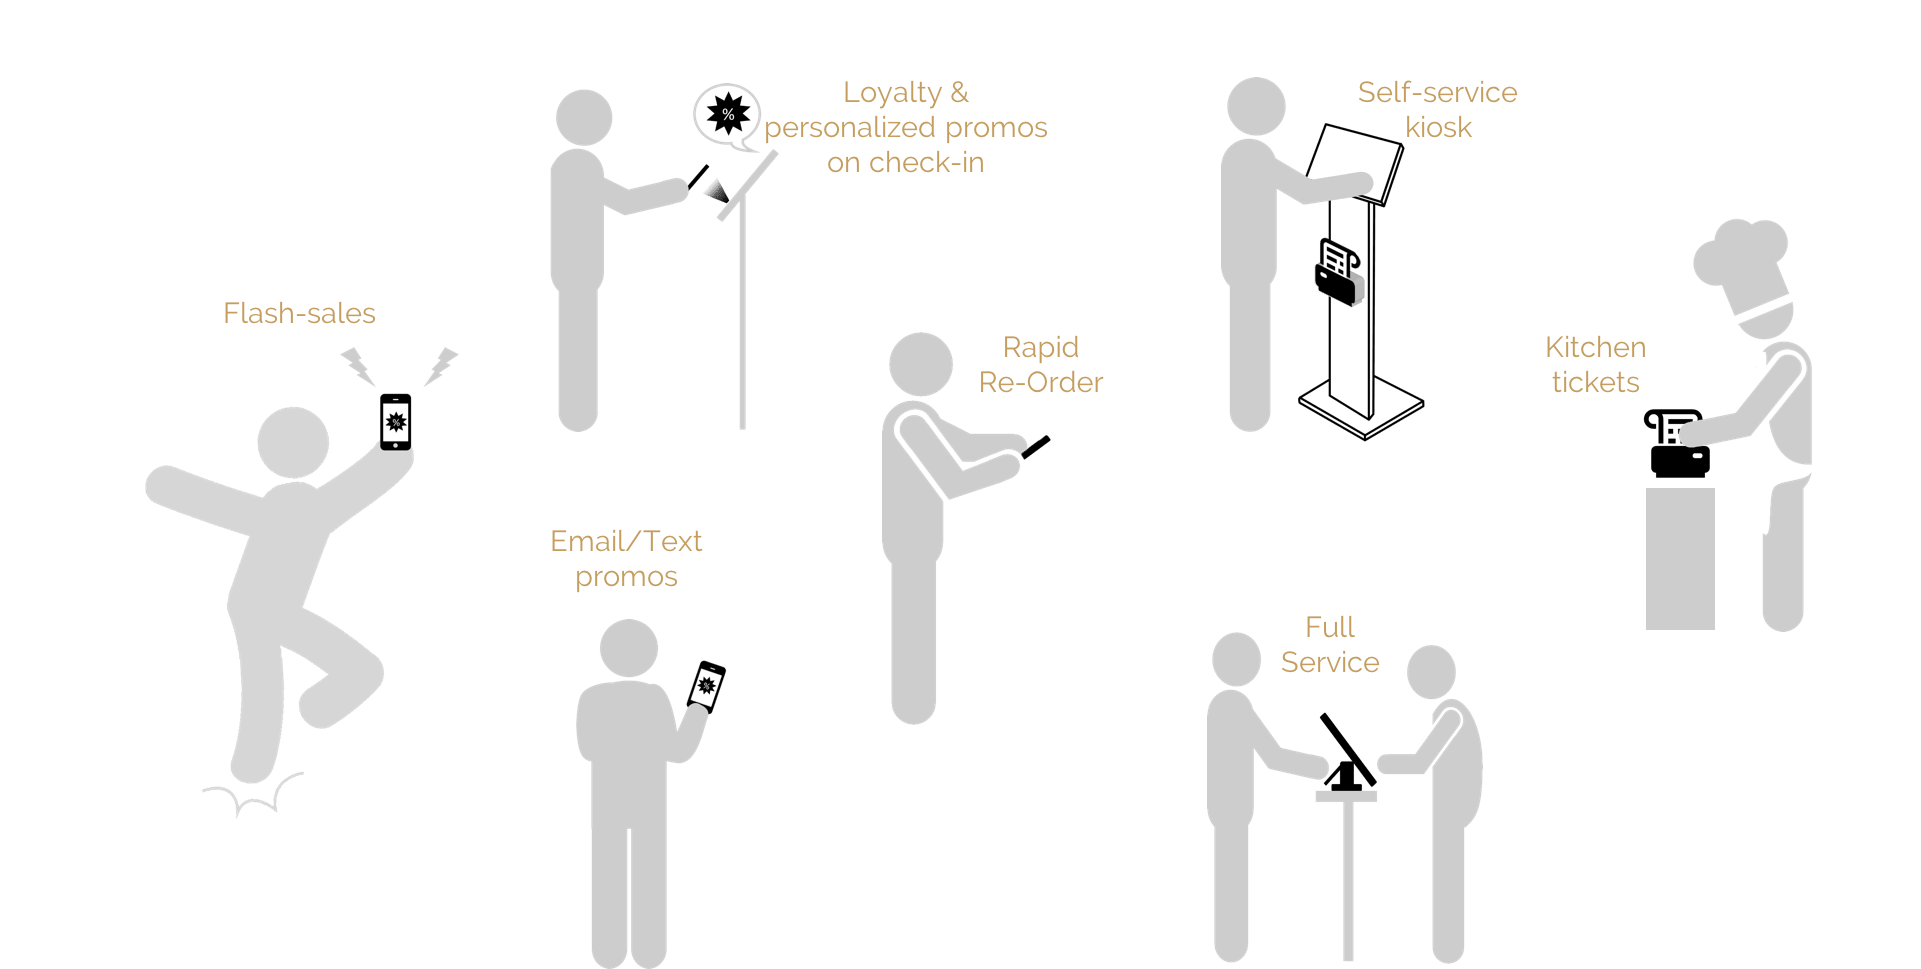 Loyalty &
personalized promos
on check-in
%
Self-service
kiosk
Flash-sales
%
Rapid
Re-Order
Kitchen
tickets
Email/Text
promos
%
Full
Service